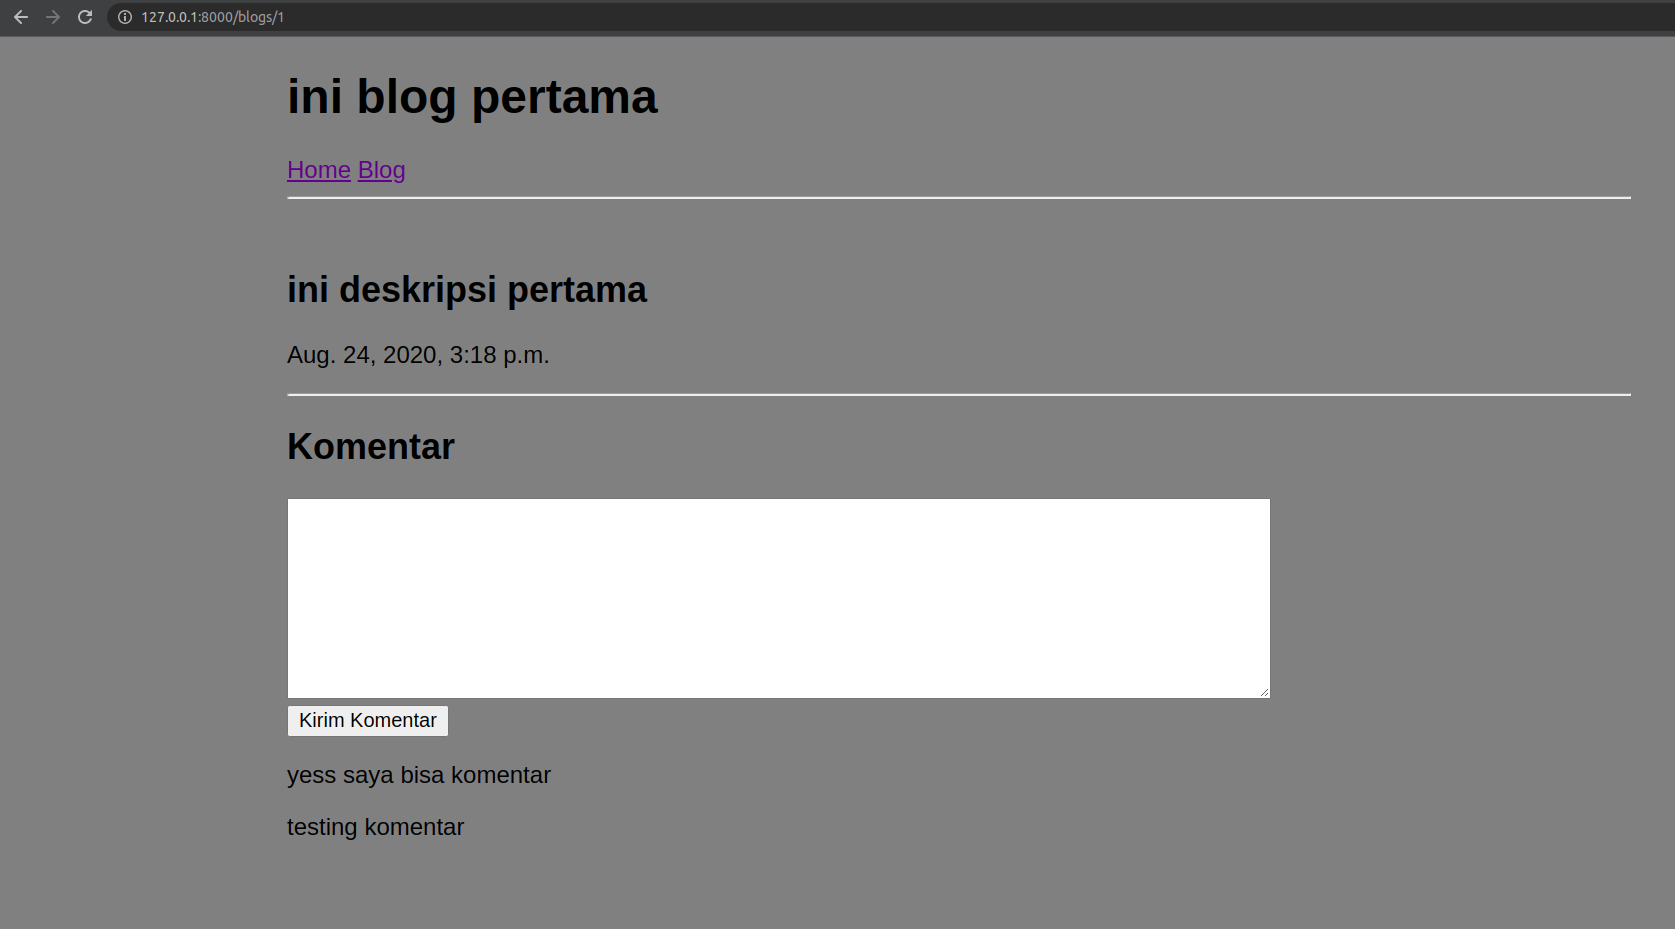 127.0.0.1:8000/blogs/1
ini blog pertama
Home Blog
ini deskripsi pertama
Aug. 24, 2020, 3:18 p.m.
Komentar
Kirim Komentar
yess saya bisa komentar
testing komentar